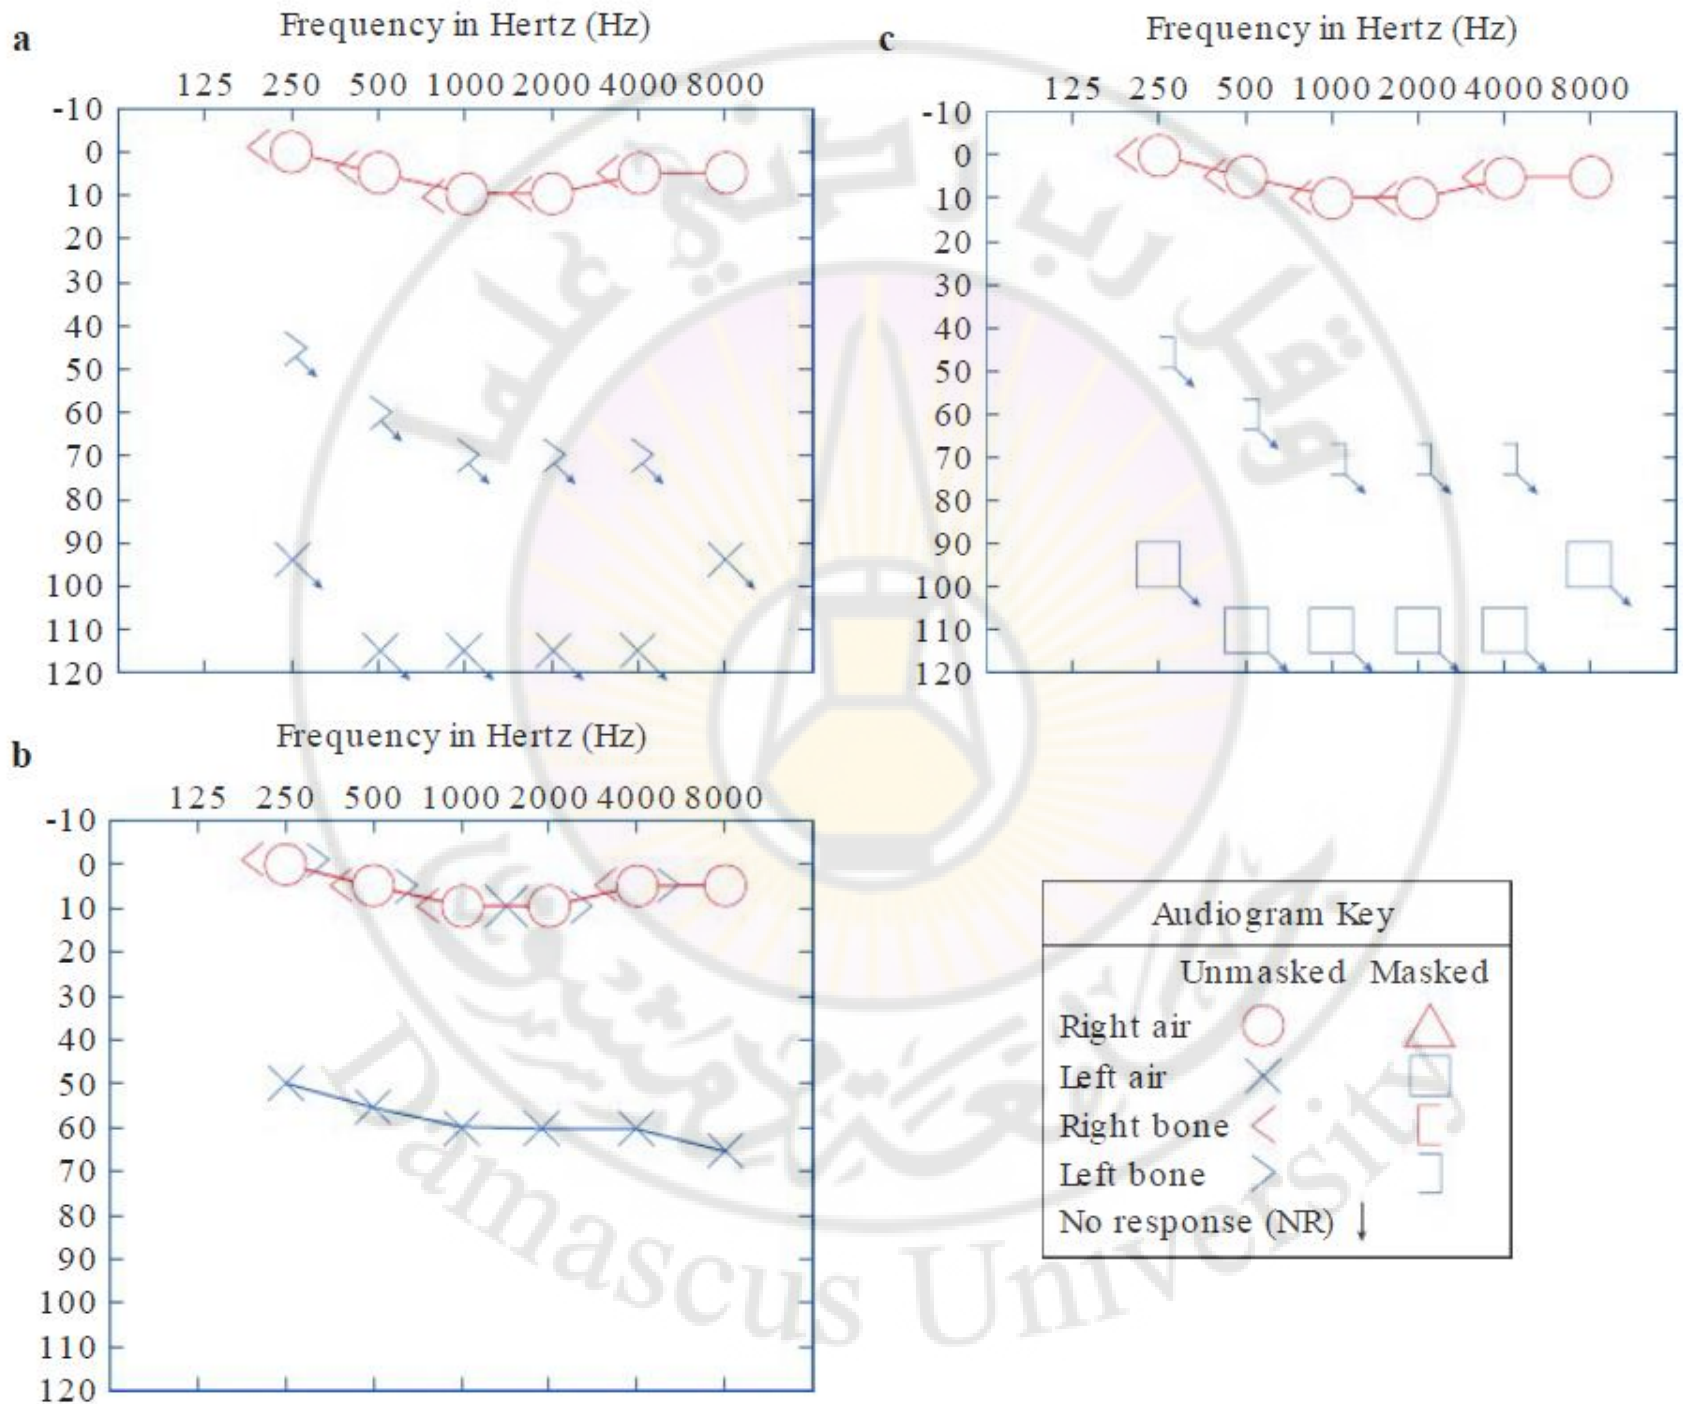 a
Frequency in Hertz (Hz)
125 250 500 1000 2000 4000 8000
-10
0
10
20
30
40
50
60
70
80
90
100
110
120
b
Frequency in Hertz (Hz)
125 250 500 1000 2000 4000 8000
-10
0
10
20
30
40
50
60
70
80
90
100
110
120
c
Frequency in Hertz (Hz)
125 250 500 1000 2000 4000 8000
-10
0
10
20
30
40
50
60
70
80
90
100
110
120
Audiogram Key
Unmasked Masked
Right air
Left air
Right bone
Left bone
No response (NR)
وقل رب زدني علما
Damascus University